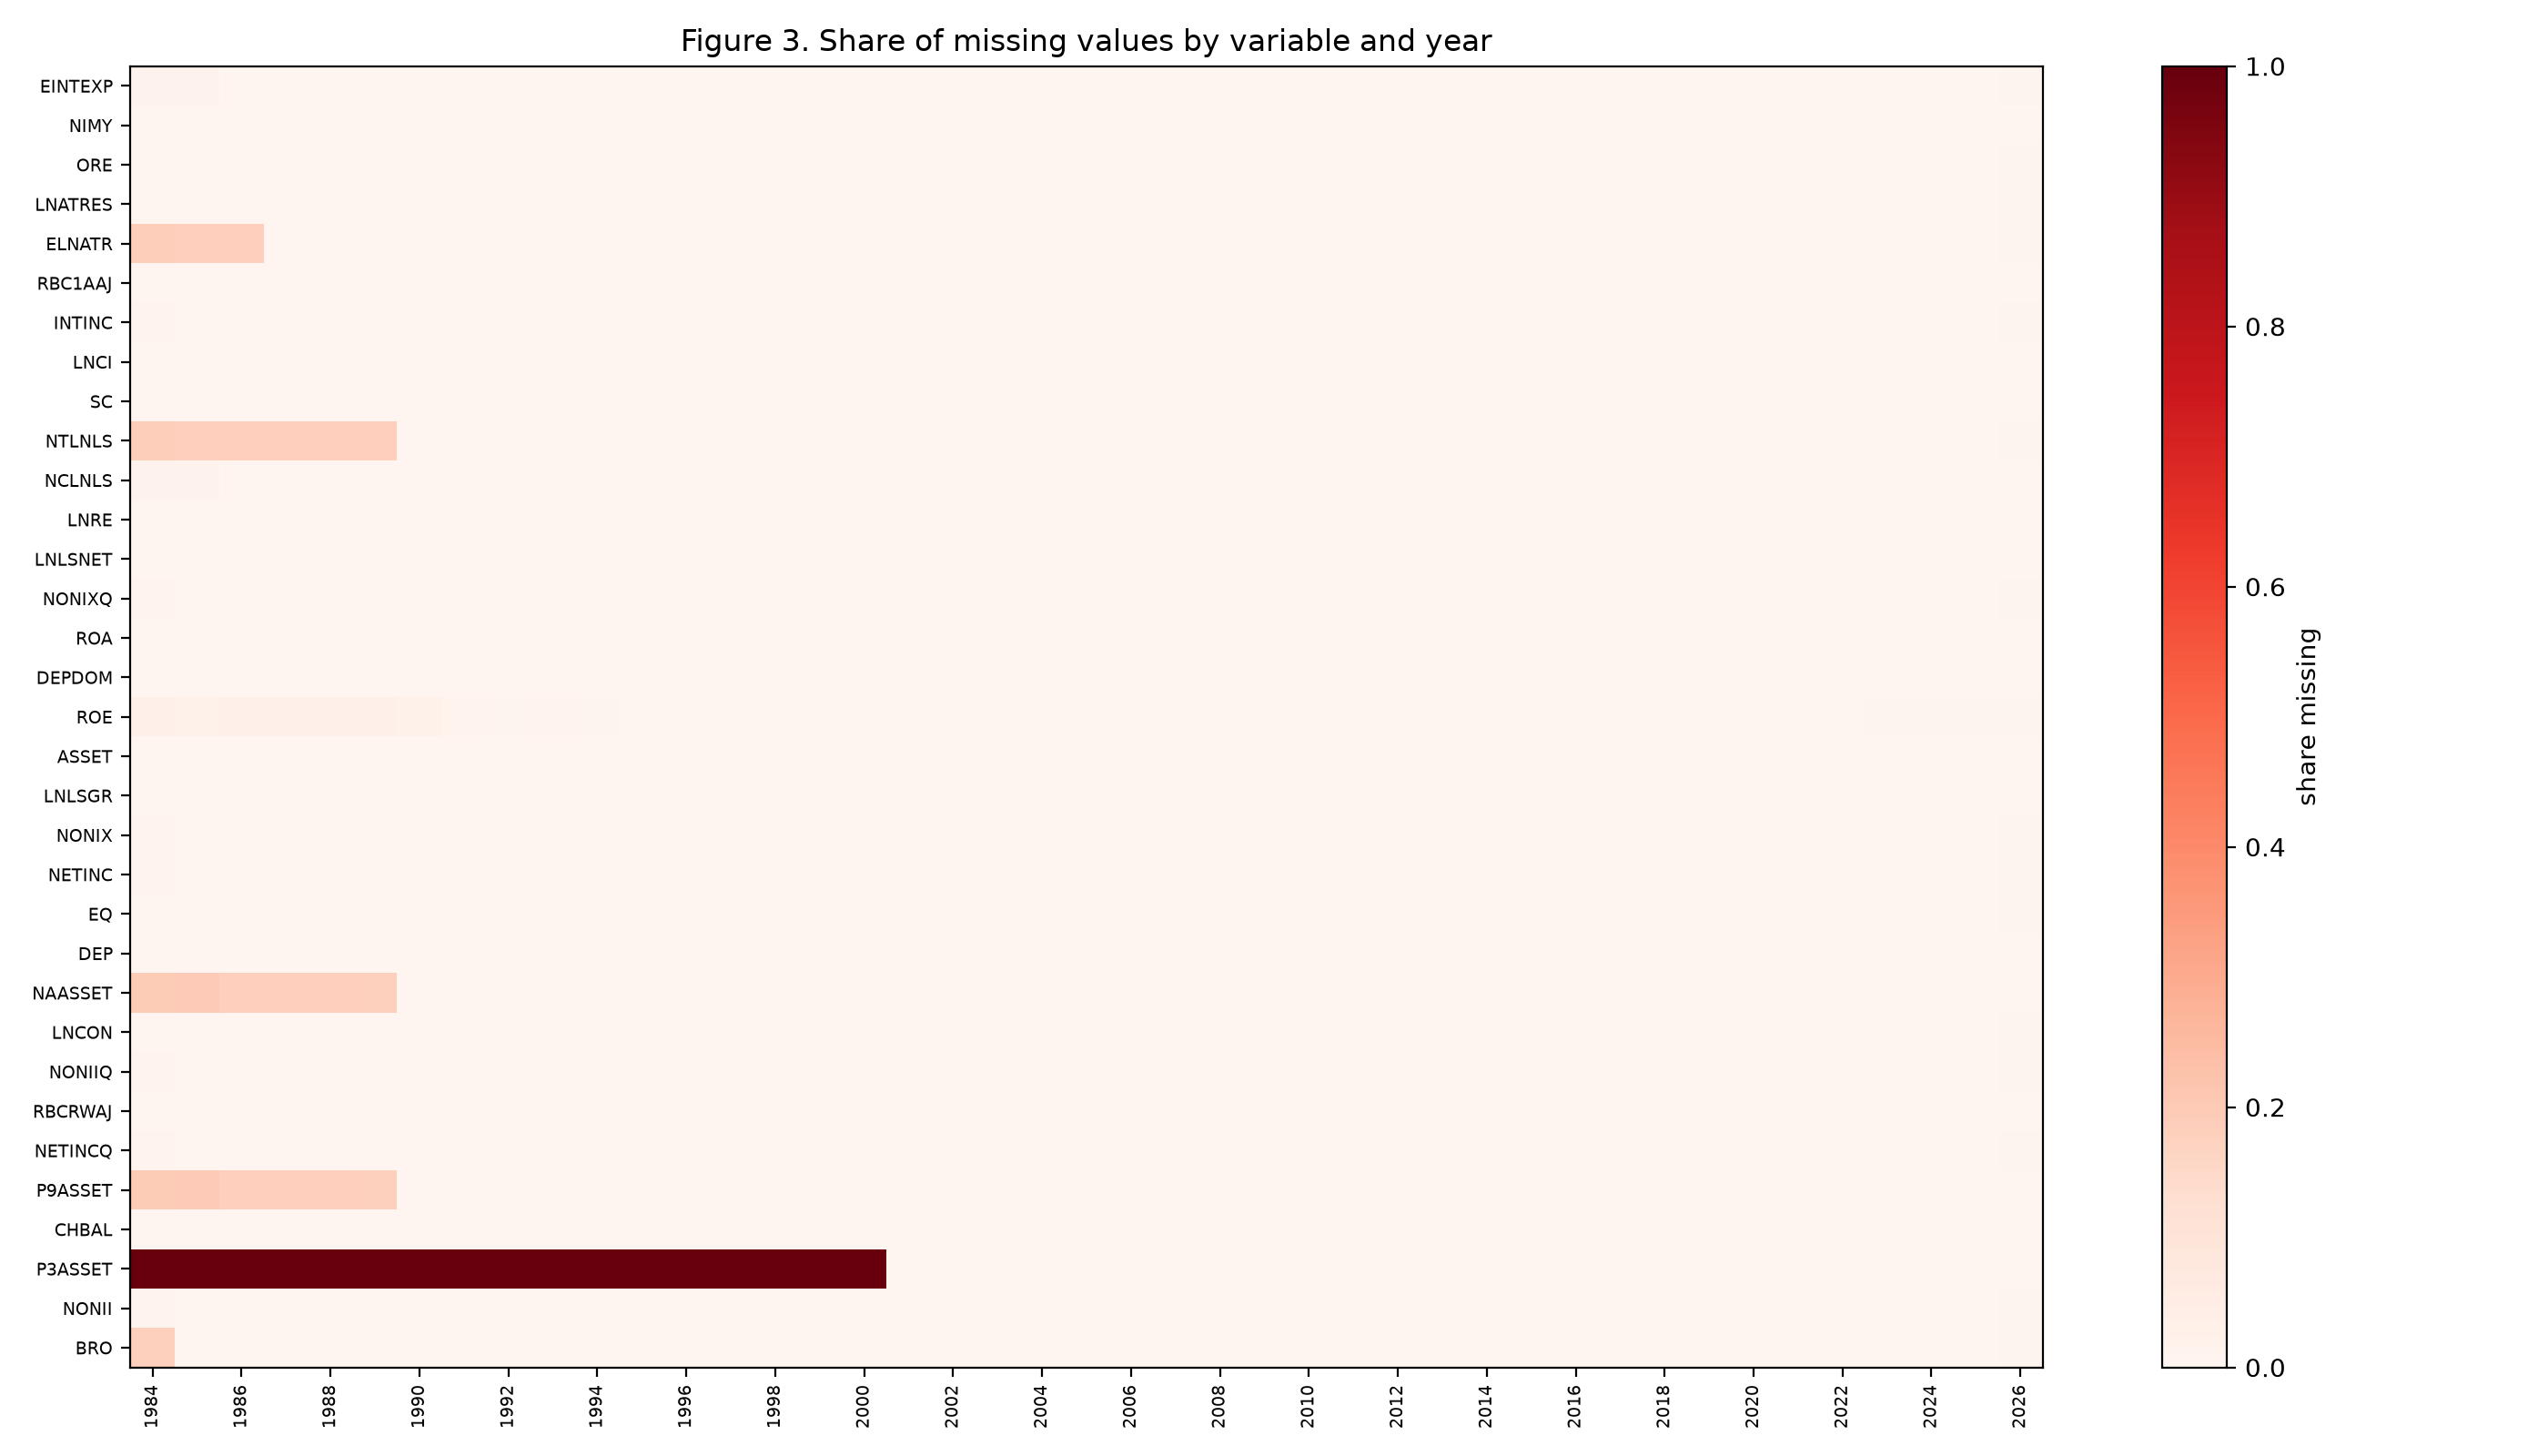 Figure 3. Share of missing values by variable and year
EINTEXP
NIMY
ORE
LNATRES
ELNATR
RBC1AAJ
INTINC
LNCI
SC
NTLNLS
NCLNLS
LNRE
LNLSNET
NONIXQ
ROA
DEPDOM
ROE
ASSET
LNLSGR
NONIX
NETINC
EQ
DEP
NAASSET
LNCON
NONIIQ
RBCRWAJ
NETINCQ
P9ASSET
CHBAL
P3ASSET
NONII
BRO
1984
1986
1988
1990
1992
1994
1996
1998
2000
2002
2004
2006
2008
2010
2012
2014
2016
2018
2020
2022
2024
2026
1.0
0.8
0.6
0.4
0.2
0.0
share missing